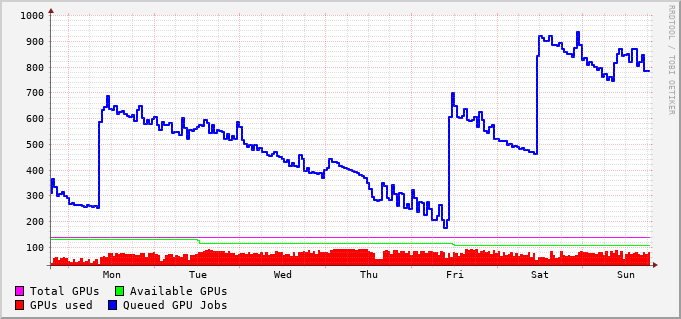 1000
900
800
700
600
500
400
300
200
100
Mon Tue Wed Thu Fri Sat Sun
Total GPUs Available GPUs
GPUs used Queued GPU Jobs
RRDTOOL / TOBI OETIKER